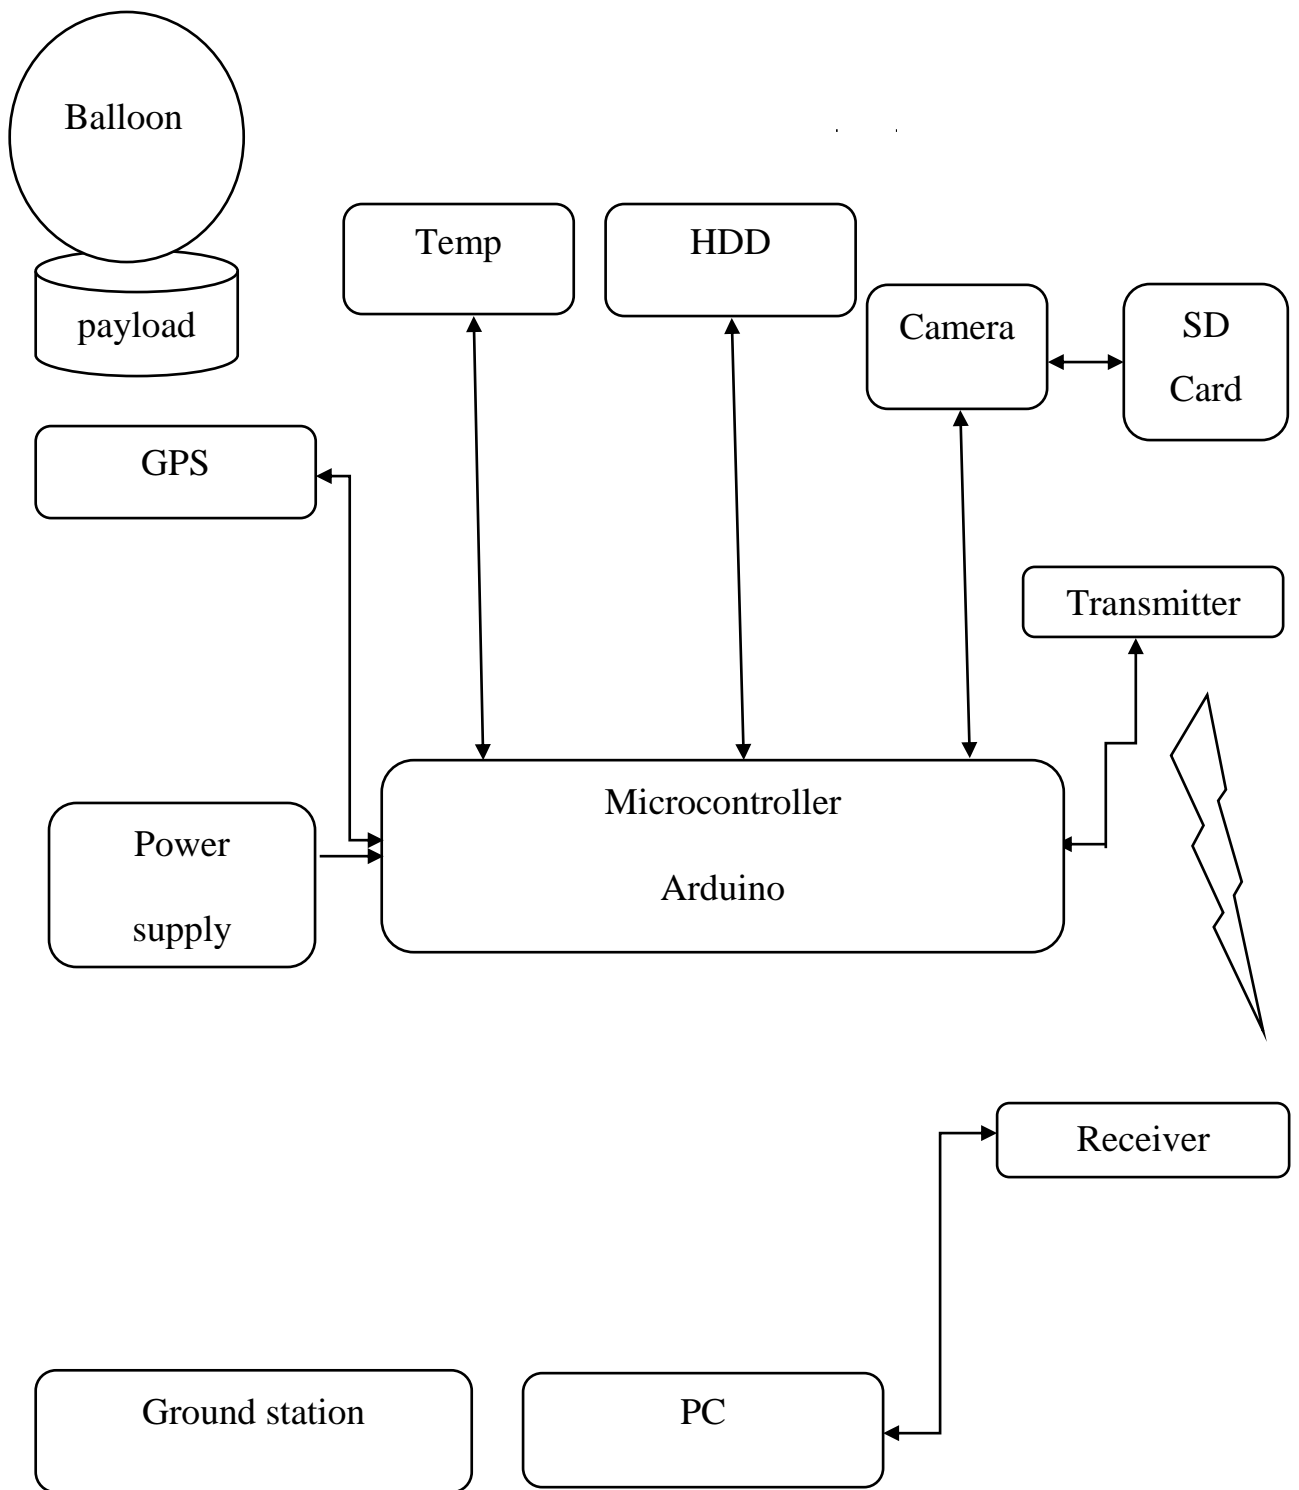 Balloon
payload
Temp
HDD
Camera
SD
Card
GPS
Transmitter
Microcontroller
Arduino
Power
supply
Receiver
Ground station
PC